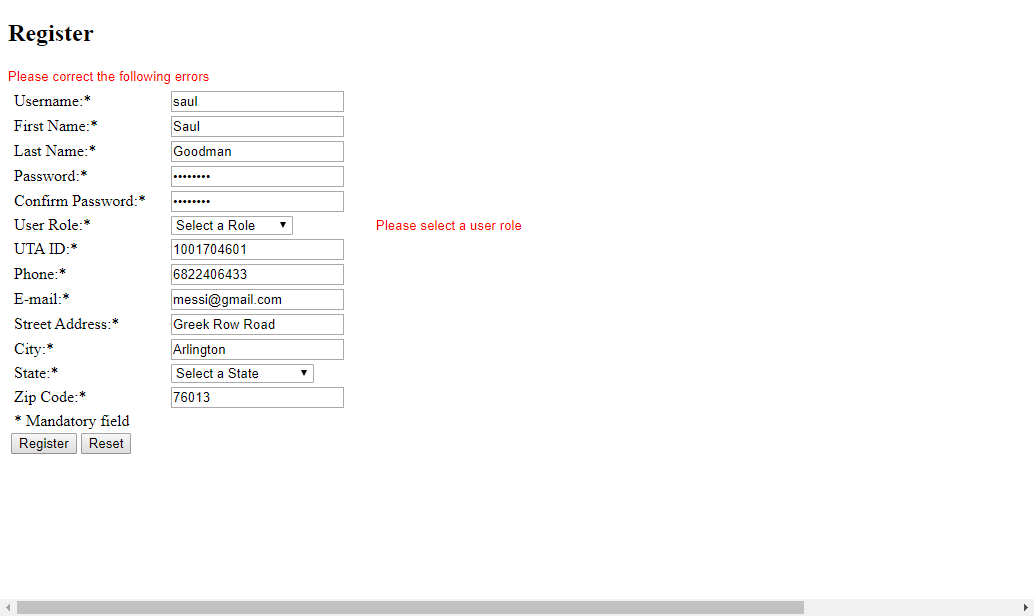 Register
Please correct the following errors
Username:* saul
First Name:* Saul
Last Name:* Goodman
Password:* ••••••••
Confirm Password:* ••••••••
User Role:* Select a Role Please select a user role
UTA ID:* 1001704601
Phone:* 6822406433
E-mail:* messi@gmail.com
Street Address:* Greek Row Road
City:* Arlington
State:* Select a State
Zip Code:* 76013
* Mandatory field
Register Reset